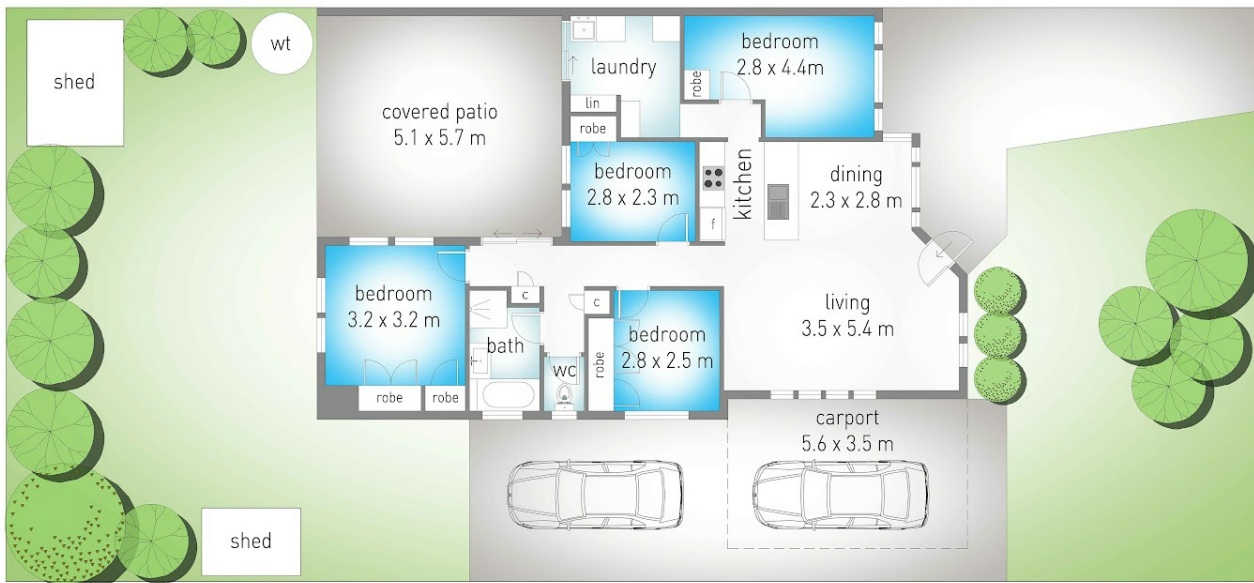 shed
wt
covered patio
5.1 x 5.7 m
laundry
lin
robe
bedroom
2.8 x 4.4m
robe
bedroom
2.8 x 2.3 m
kitchen
f
dining
2.3 x 2.8 m
bedroom
3.2 x 3.2 m
robe
robe
c
bath
wc
c
robe
bedroom
2.8 x 2.5 m
living
3.5 x 5.4 m
carport
5.6 x 3.5 m
shed